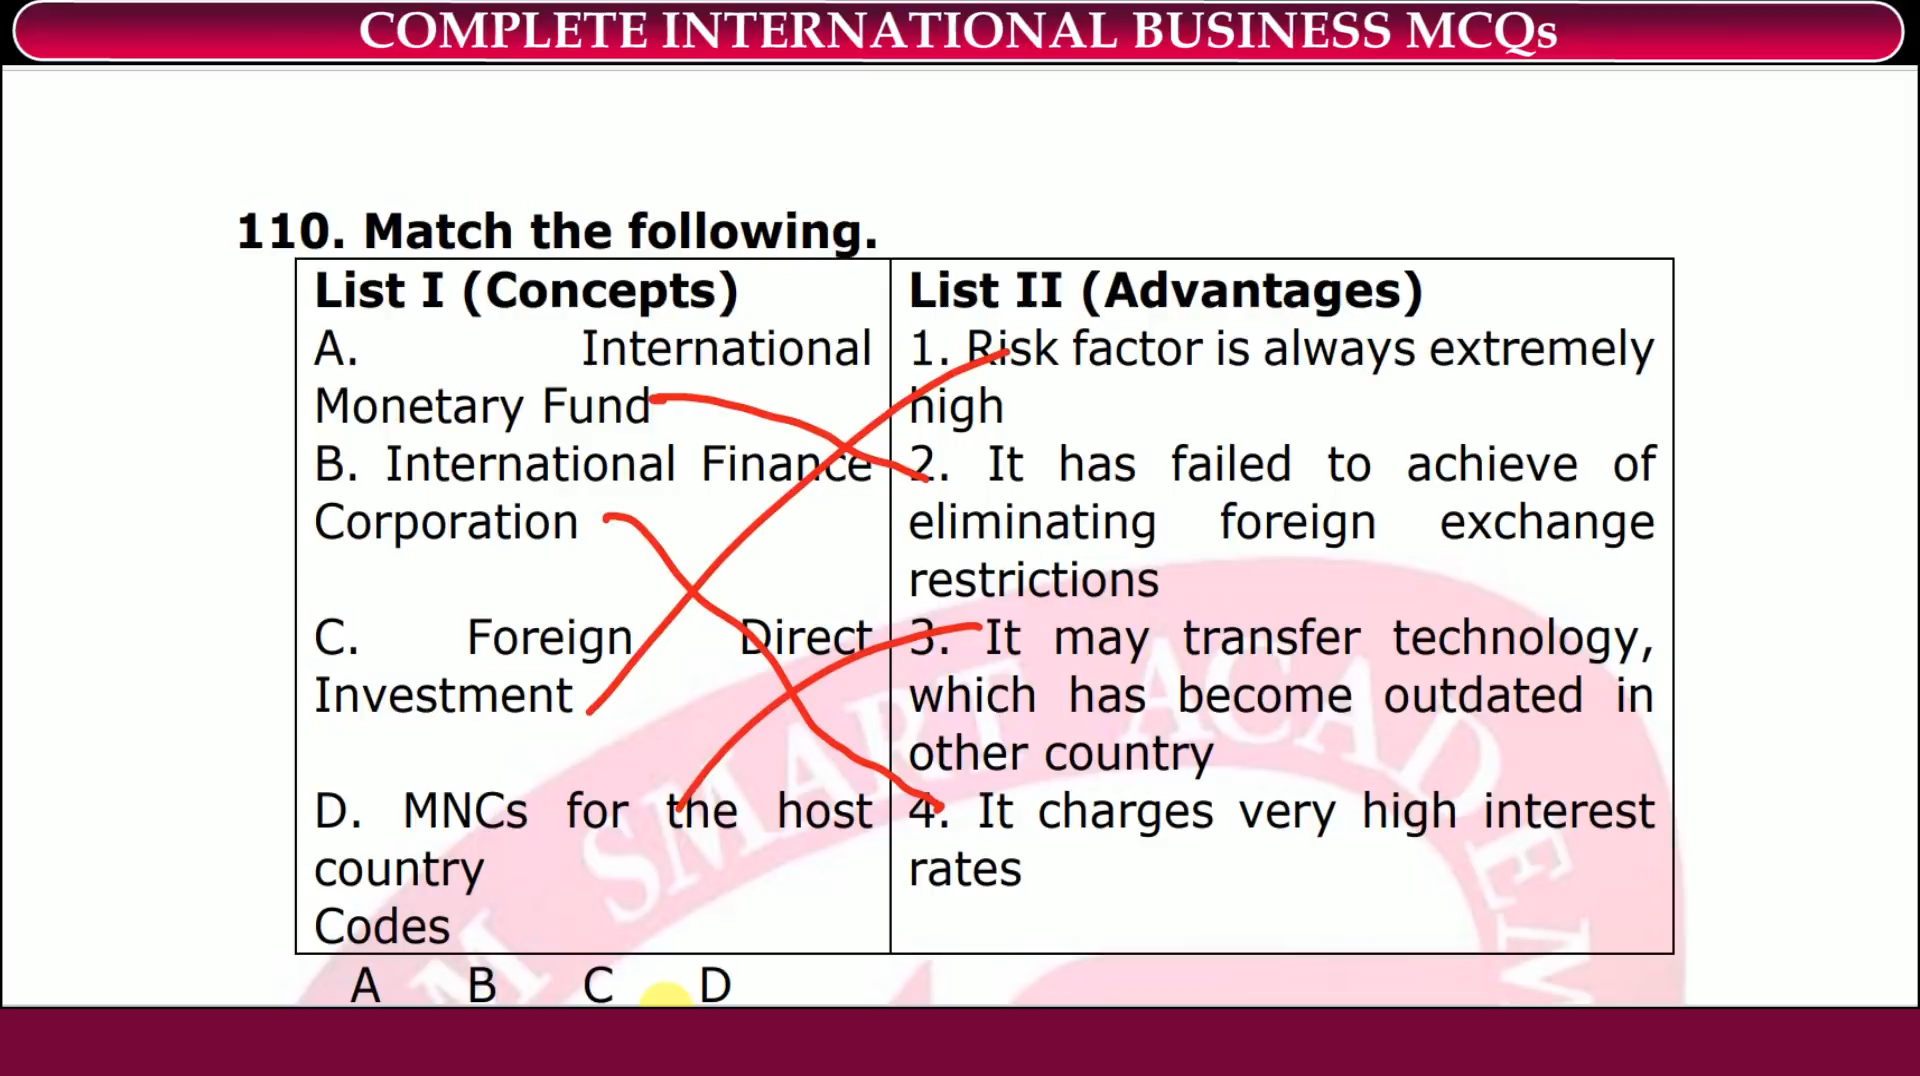 COMPLETE INTERNATIONAL BUSINESS MCQs
110. Match the following.
List I (Concepts)
A. International
Monetary Fund
B. International Finance
Corporation
C. Foreign Direct
Investment
D. MNCs for the host
country
Codes
List II (Advantages)
1. Risk factor is always extremely
high
2. It has failed to achieve of
eliminating foreign exchange
restrictions
3. It may transfer technology,
which has become outdated in
other country
4. It charges very high interest
rates
A B C D
M SMART ACADEM